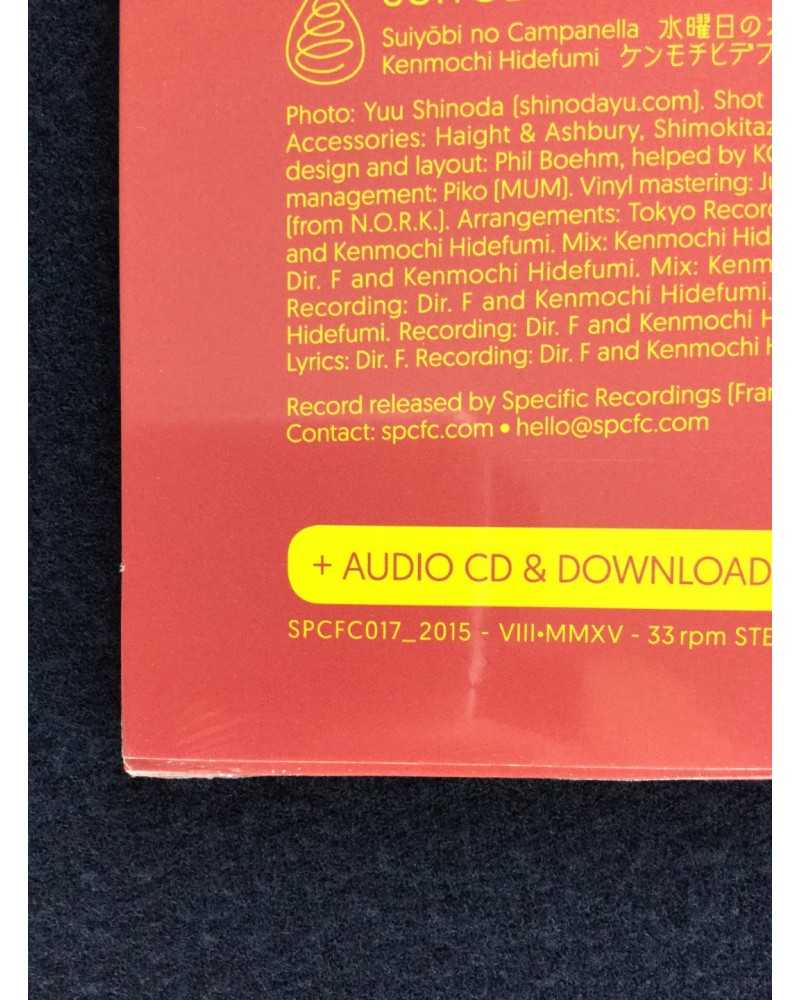 Suiyōbi no Campanella 水曜日の
Kenmochi Hidefumi ケンモチヒデフ
Photo: Yuu Shinoda (shinodayu.com). Shot
Accessories: Haight & Ashbury, Shimokitaz
design and layout: Phil Boehm, helped by KO
management: Piko (MUM). Vinyl mastering: Ju
(from N.O.R.K.). Arrangements: Tokyo Record
and Kenmochi Hidefumi. Mix: Kenmochi Hid
Dir. F and Kenmochi Hidefumi. Mix: Kenm
Recording: Dir. F and Kenmochi Hidefumi.
Hidefumi. Recording: Dir. F and Kenmochi H
Lyrics: Dir. F. Recording: Dir. F and Kenmochi H
Record released by Specific Recordings (Fran
Contact: spcfc.com • hello@spcfc.com
+ AUDIO CD & DOWNLOAD
SPCFC017_2015 - VIII•MMXV - 33 rpm STE